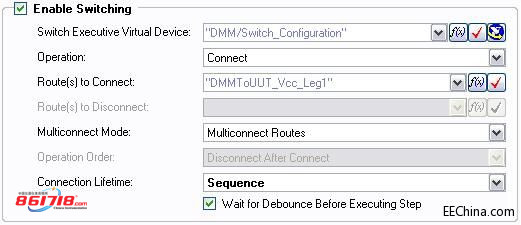 Enable Switching
Switch Executive Virtual Device: "DMM/Switch_Configuration"
Operation: Connect
Route(s) to Connect: "DMMToUUT_Vcc_Leg1"
Route(s) to Disconnect:
Multiconnect Mode: Multiconnect Routes
Operation Order: Disconnect After Connect
Connection Lifetime: Sequence
Wait for Debounce Before Executing Step
861718.com
EEChina.com